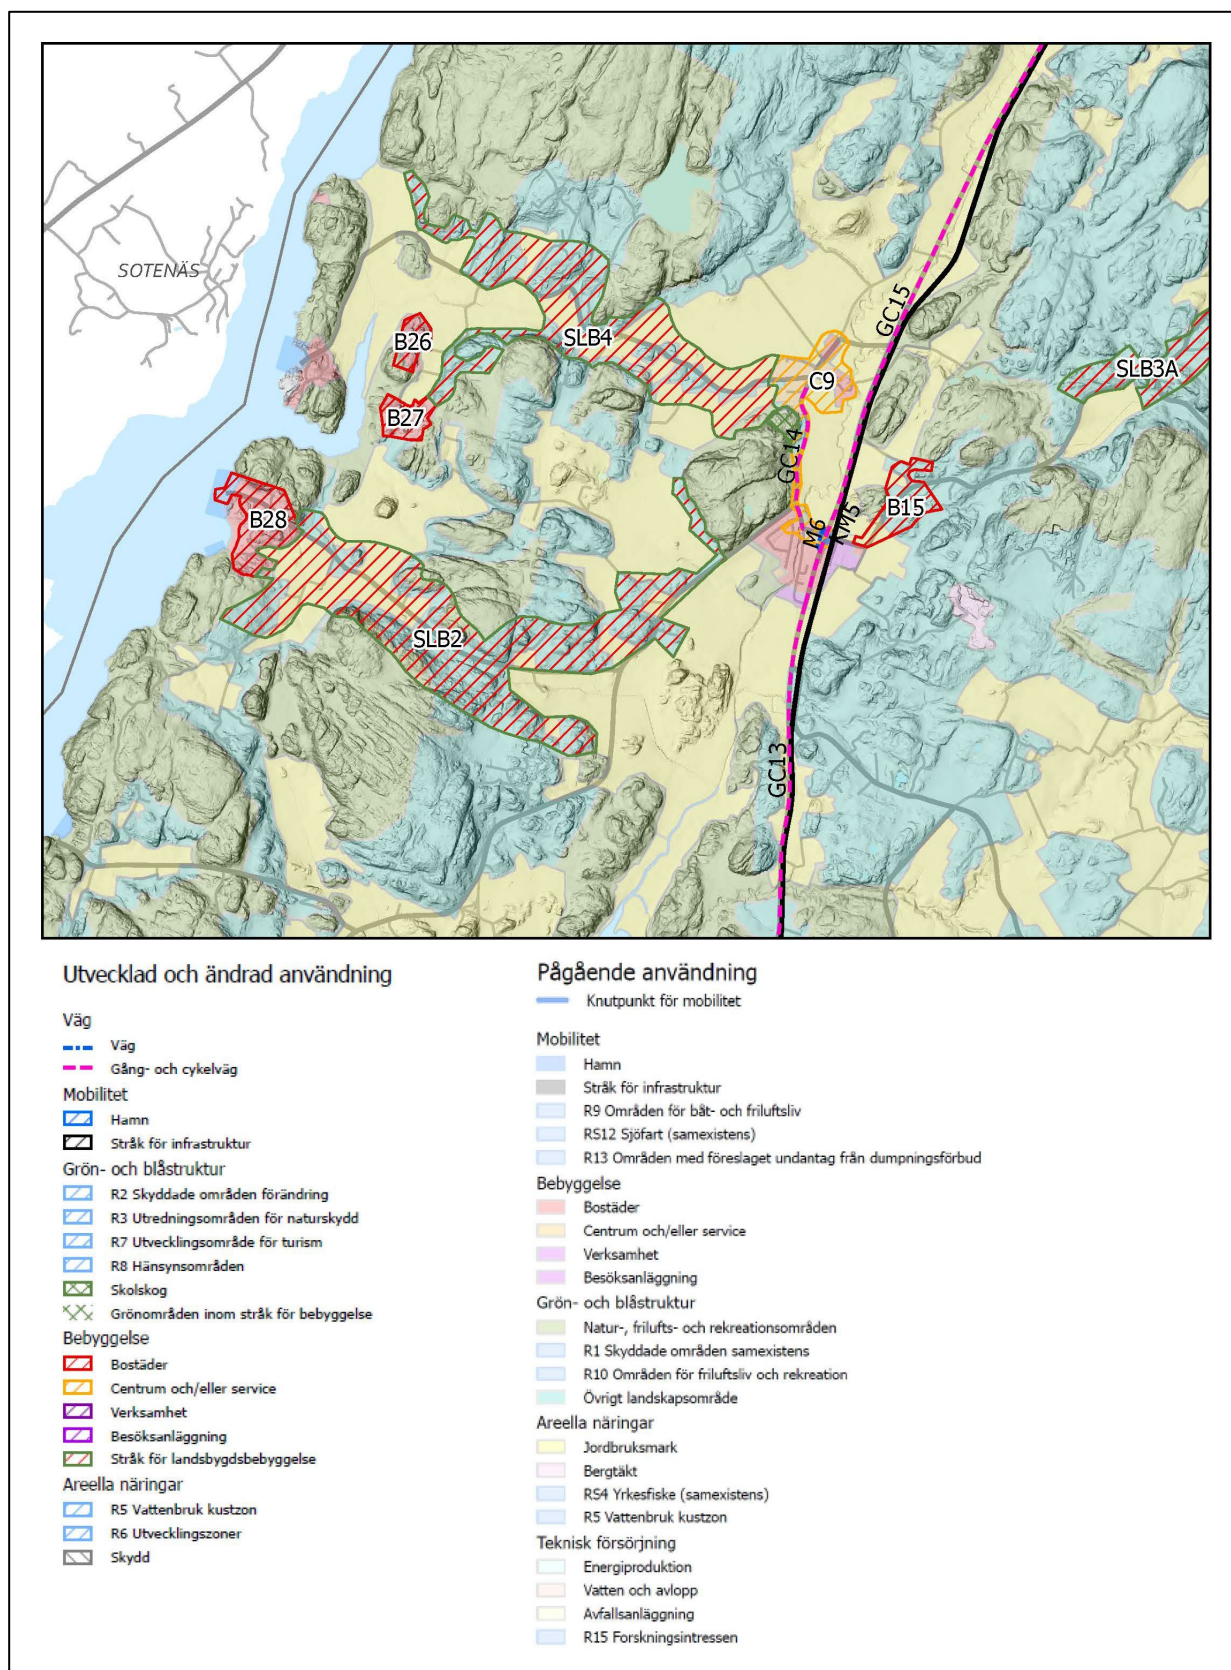 SOTENÄS
GC15
SLB4
B26
SLB3A
C9
B27
GC14
B28
B15
M6
KM5
SLB2
GC13
Utvecklad och ändrad användning
Väg
Väg
Gång- och cykelväg
Mobilitet
Hamn
Stråk för infrastruktur
Grön- och blåstruktur
R2 Skyddade områden förändring
R3 Utredningsområden för naturskydd
R7 Utvecklingsområde för turism
R8 Hänsynsområden
Skolskog
Grönområden inom stråk för bebyggelse
Bebyggelse
Bostäder
Centrum och/eller service
Verksamhet
Besöksanläggning
Stråk för landsbygdsbebyggelse
Areella näringar
R5 Vattenbruk kustzon
R6 Utvecklingszoner
Skydd
Pågående användning
Knutpunkt för mobilitet
Mobilitet
Hamn
Stråk för infrastruktur
R9 Områden för båt- och friluftsliv
RS12 Sjöfart (samexistens)
R13 Områden med föreslaget undantag från dumpningsförbud
Bebyggelse
Bostäder
Centrum och/eller service
Verksamhet
Besöksanläggning
Grön- och blåstruktur
Natur-, frilufts- och rekreationsområden
R1 Skyddade områden samexistens
R10 Områden för friluftsliv och rekreation
Övrigt landskapsområde
Areella näringar
Jordbruksmark
Bergtäkt
RS4 Yrkesfiske (samexistens)
R5 Vattenbruk kustzon
Teknisk försörjning
Energiproduktion
Vatten och avlopp
Avfallsanläggning
R15 Forskningsintressen